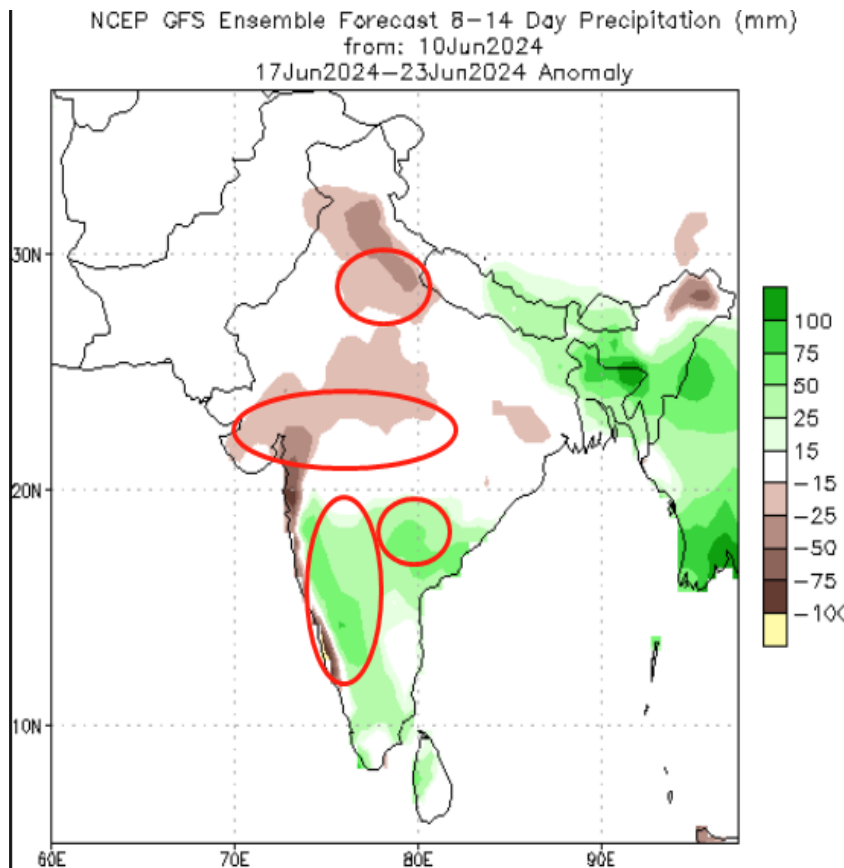 NCEP GFS Ensemble Forecast 8-14 Day Precipitation (mm)
from: 10Jun2024
17Jun2024-23Jun2024 Anomaly
30N
20N
10N
60E
70E
80E
90E
100
75
50
25
15
-15
-25
-50
-75
-100